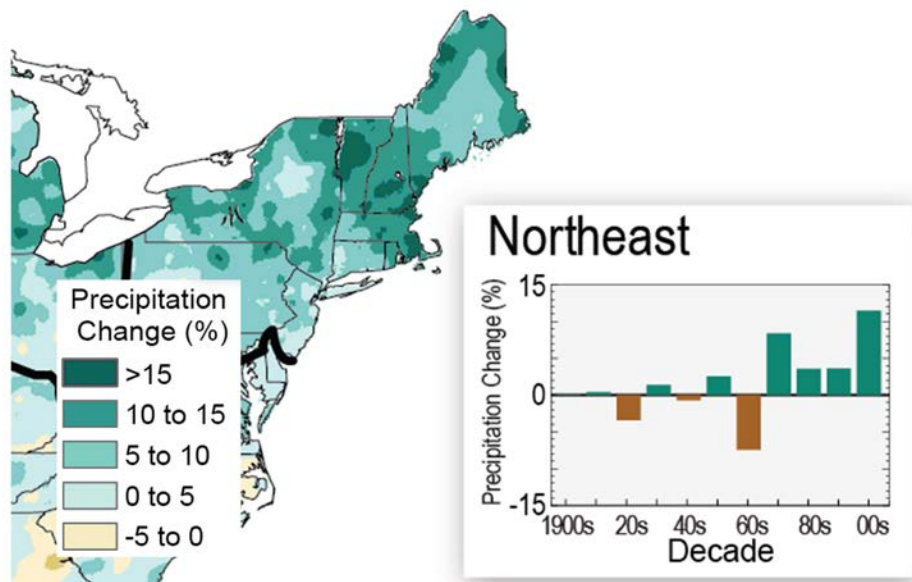 Precipitation
Change (%)
>15
10 to 15
5 to 10
0 to 5
-5 to 0
Northeast
Precipitation Change (%)
15
0
-15
1900s 20s 40s 60s 80s 00s
Decade